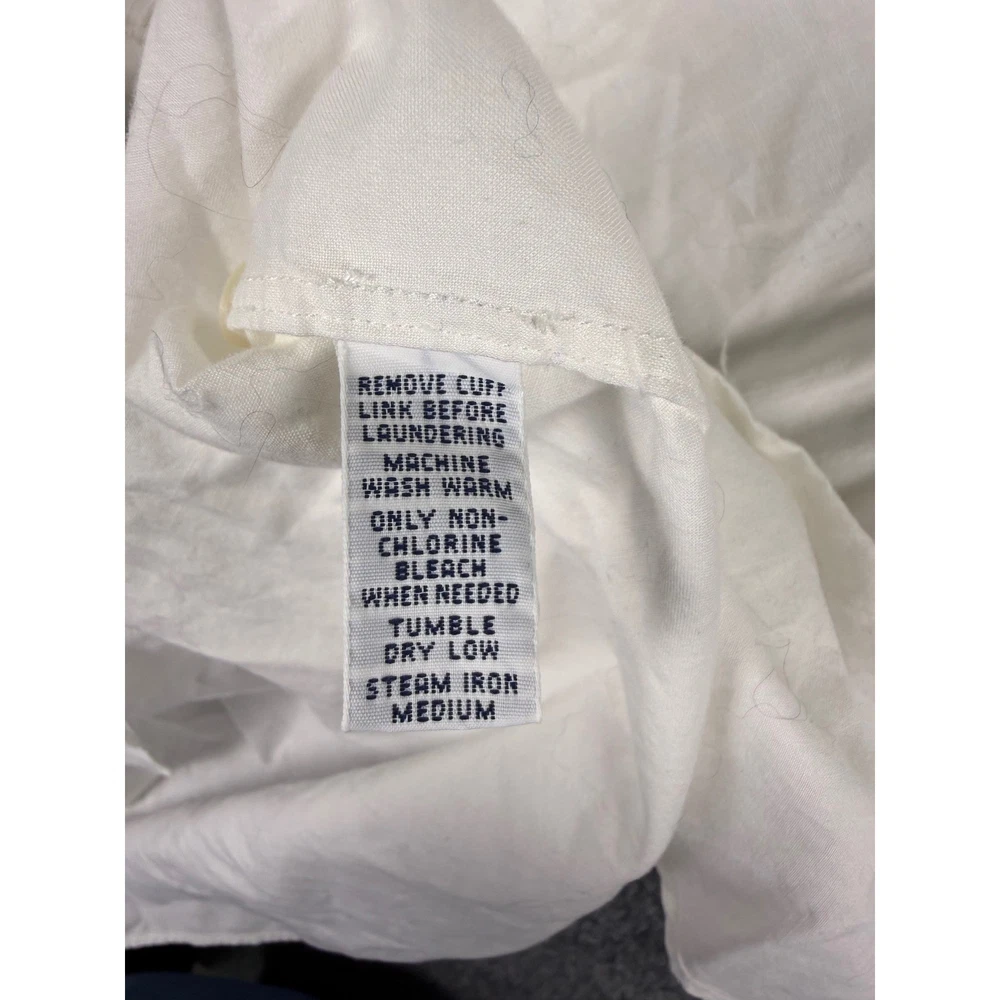 REMOVE CUFF
LINK BEFORE
LAUNDERING
MACHINE
WASH WARM
ONLY NON-
CHLORINE
BLEACH
WHEN NEEDED
TUMBLE
DRY LOW
STEAM IRON
MEDIUM